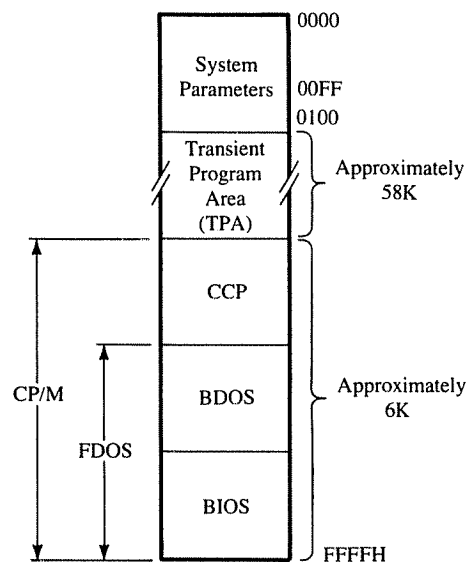 0000
System
Parameters
00FF
0100
Transient
Program
Area
(TPA)
Approximately
58K
CCP
CP/M
FDOS
BDOS
Approximately
6K
BIOS
FFFFH